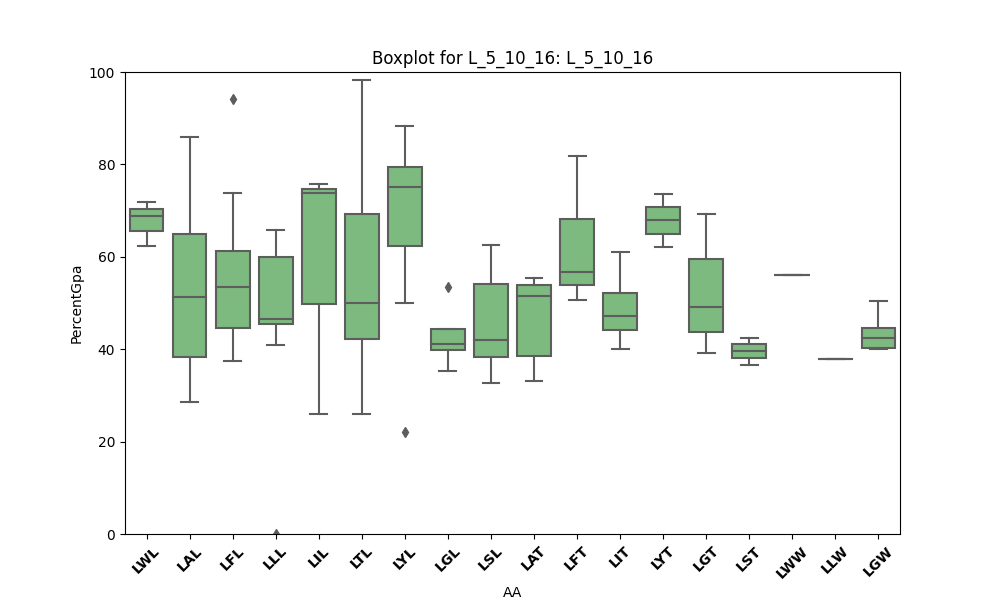 Boxplot for L_5_10_16: L_5_10_16
PercentGpa
100
80
60
40
20
0
LWL LAL LFL LLL LIL LTL LYL LGL LSL LAT LFT LIT LYT LGT LST LWW LLW LGW
AA